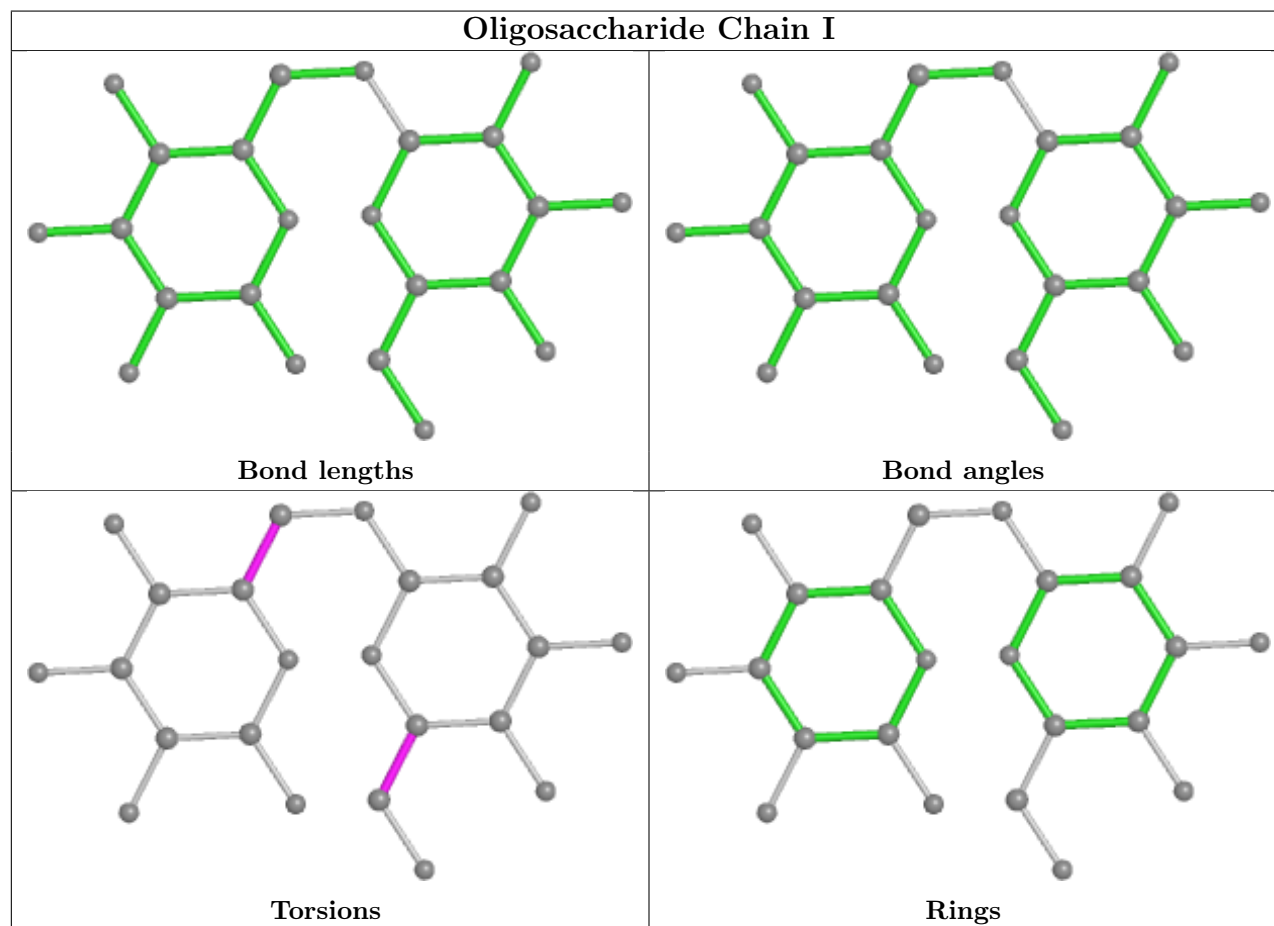 Oligosaccharide Chain I
Bond lengths
Bond angles
Torsions
Rings